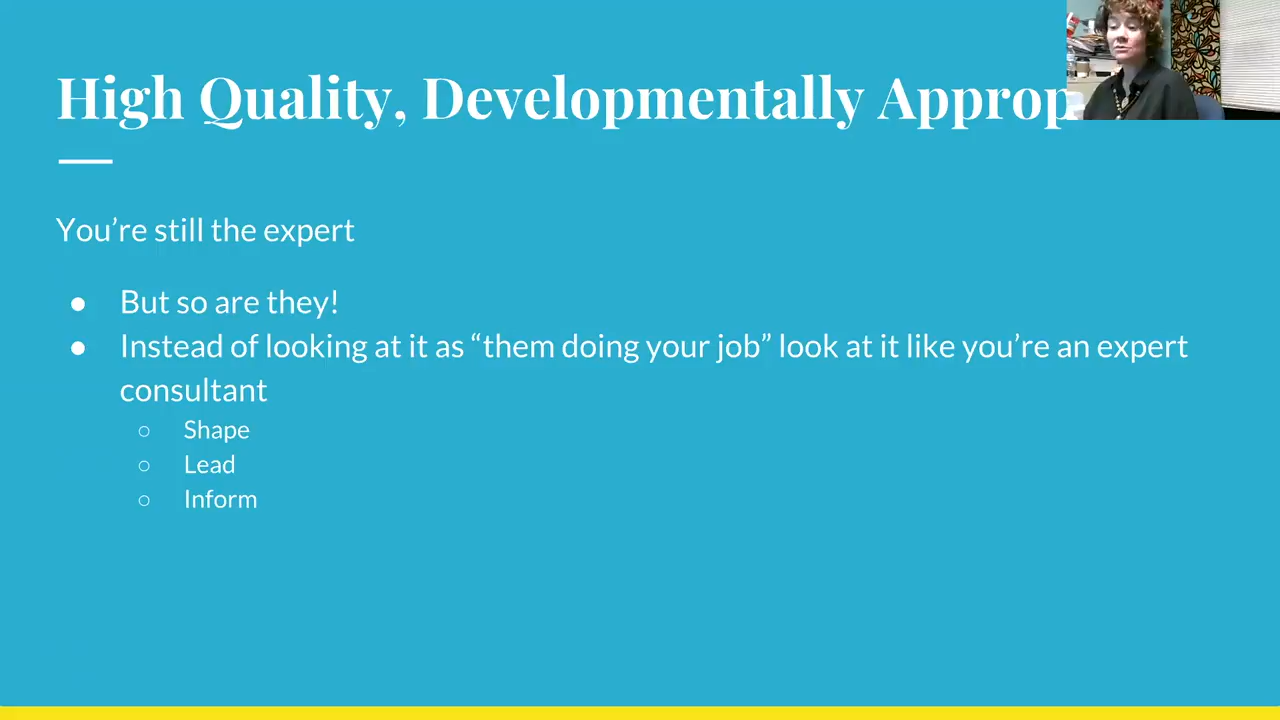 High Quality, Developmentally Approp
You’re still the expert
● But so are they!
● Instead of looking at it as “them doing your job” look at it like you’re an expert
consultant
○ Shape
○ Lead
○ Inform